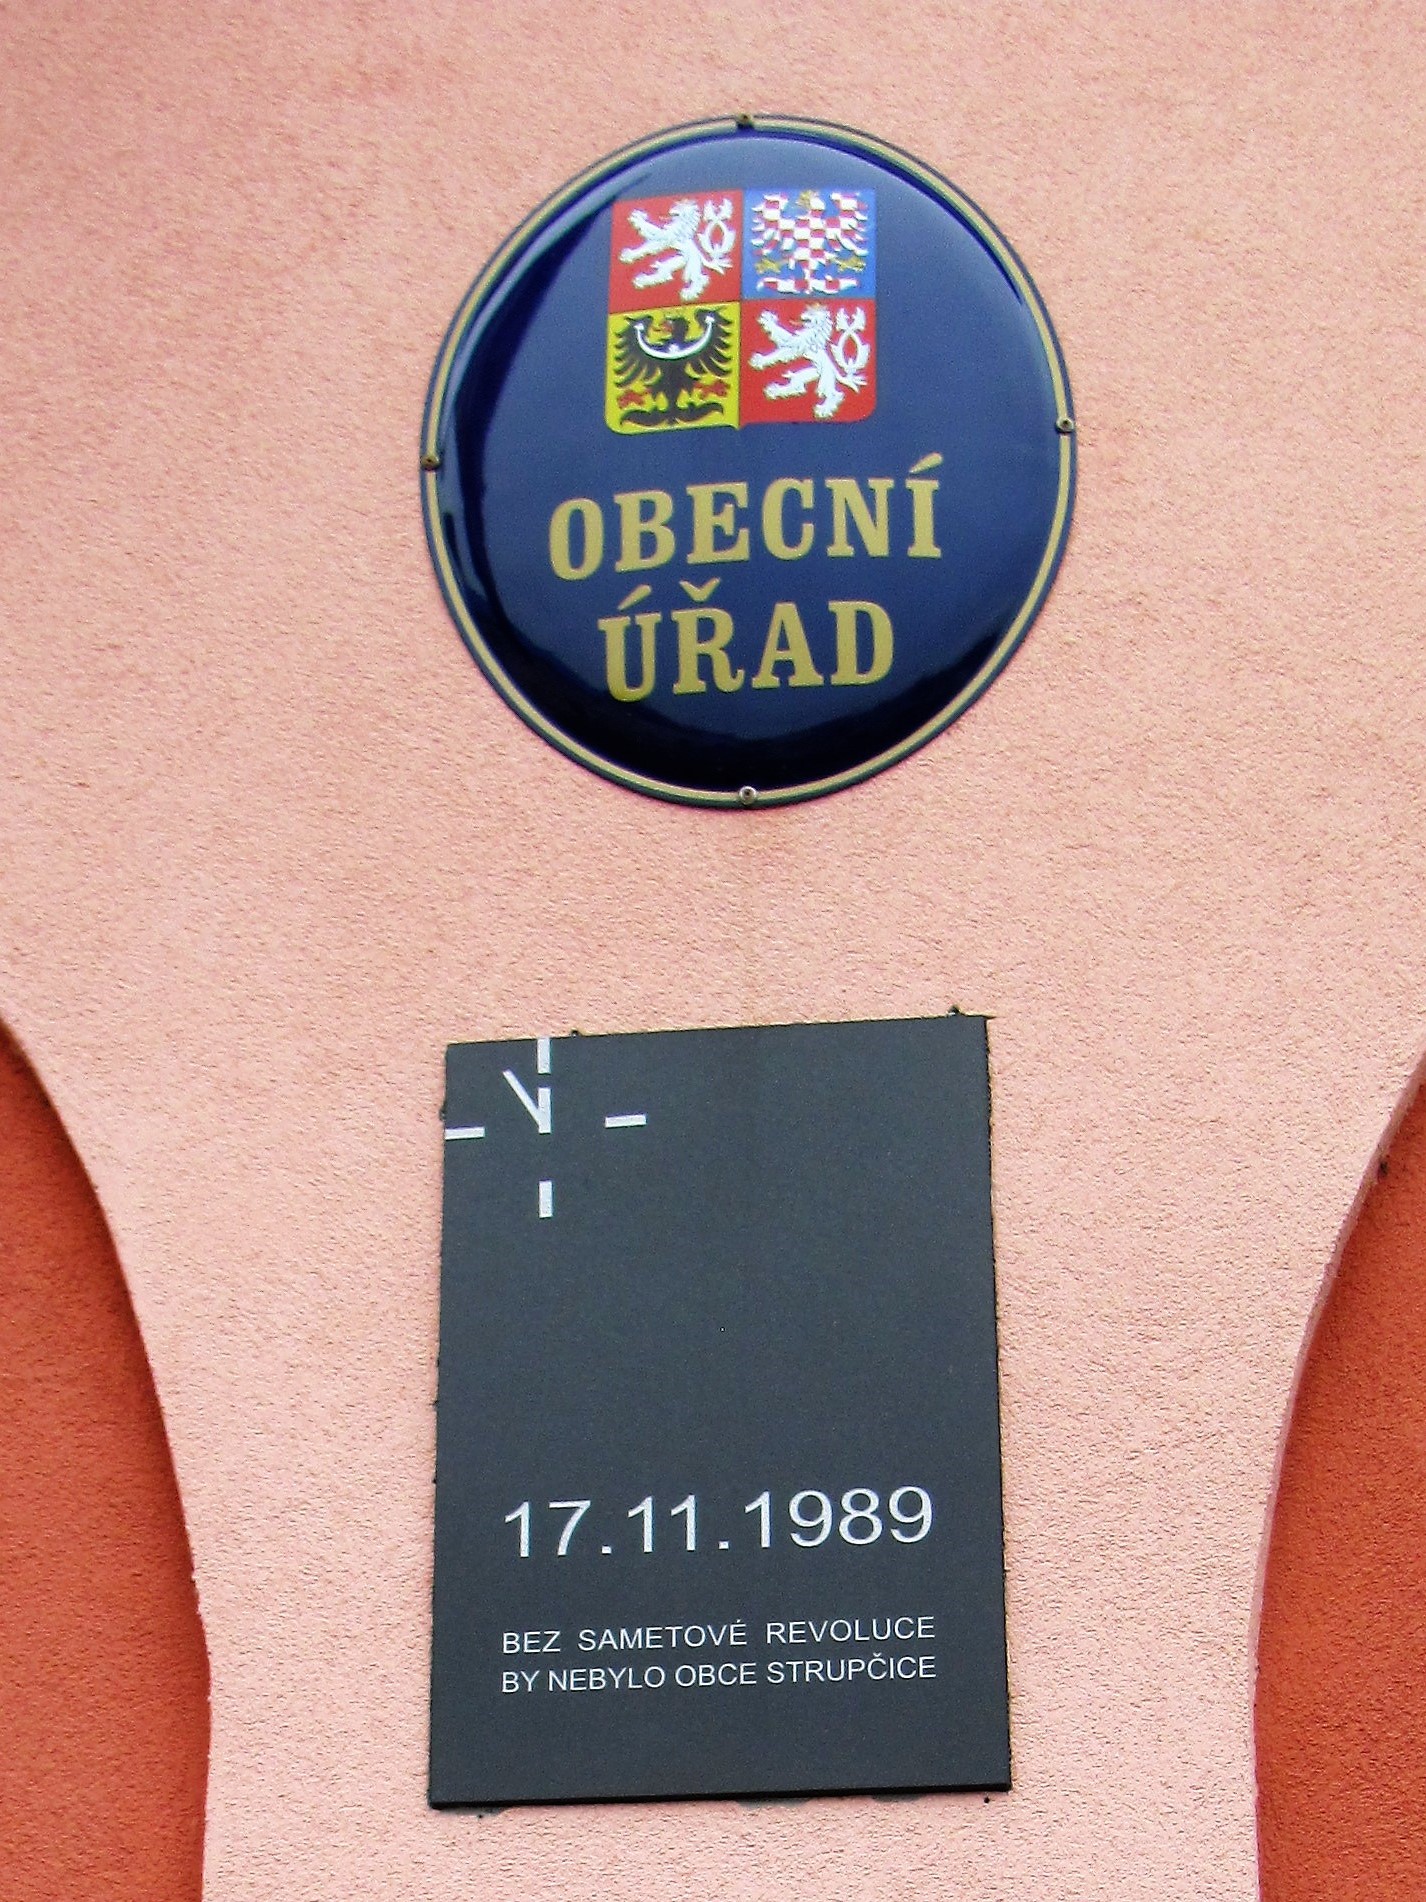 OBECNÍ
ÚŘAD
17.11.1989
BEZ SAMETOVÉ REVOLUCE
BY NEBYLO OBCE STRUPČICE